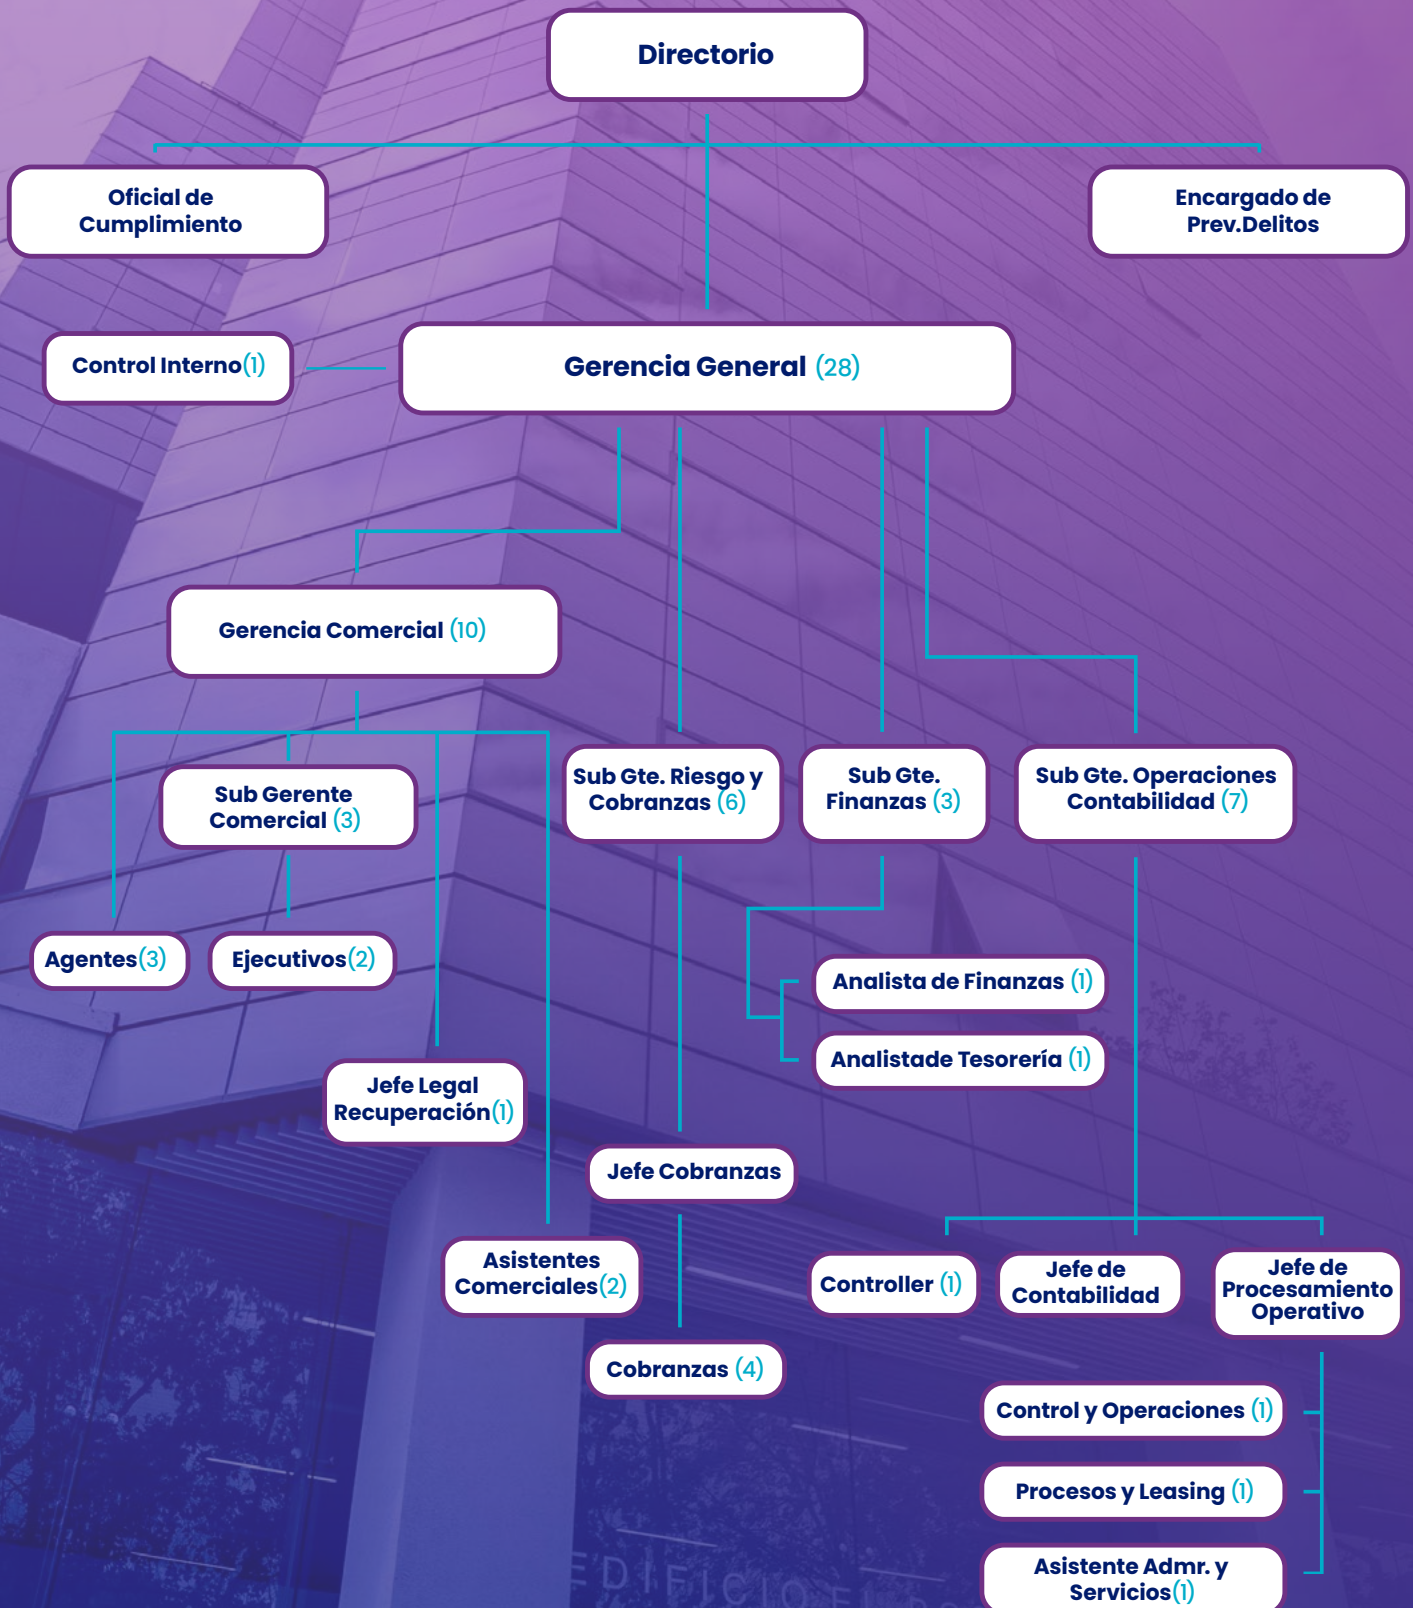 Directorio
Oficial de
Cumplimiento
Encargado de
Prev.Delitos
Control Interno(1)
Gerencia General (28)
Gerencia Comercial (10)
Sub Gerente
Comercial (3)
Sub Gte. Riesgo y
Cobranzas (6)
Sub Gte.
Finanzas (3)
Sub Gte. Operaciones
Contabilidad (7)
Agentes(3)
Ejecutivos(2)
Analista de Finanzas (1)
Analistade Tesorería (1)
Jefe Legal
Recuperación(1)
Jefe Cobranzas
Asistentes
Comerciales(2)
Controller (1)
Jefe de
Contabilidad
Jefe de
Procesamiento
Operativo
Cobranzas (4)
Control y Operaciones (1)
Procesos y Leasing (1)
Asistente Admr. y
Servicios(1)
EDIFICIO